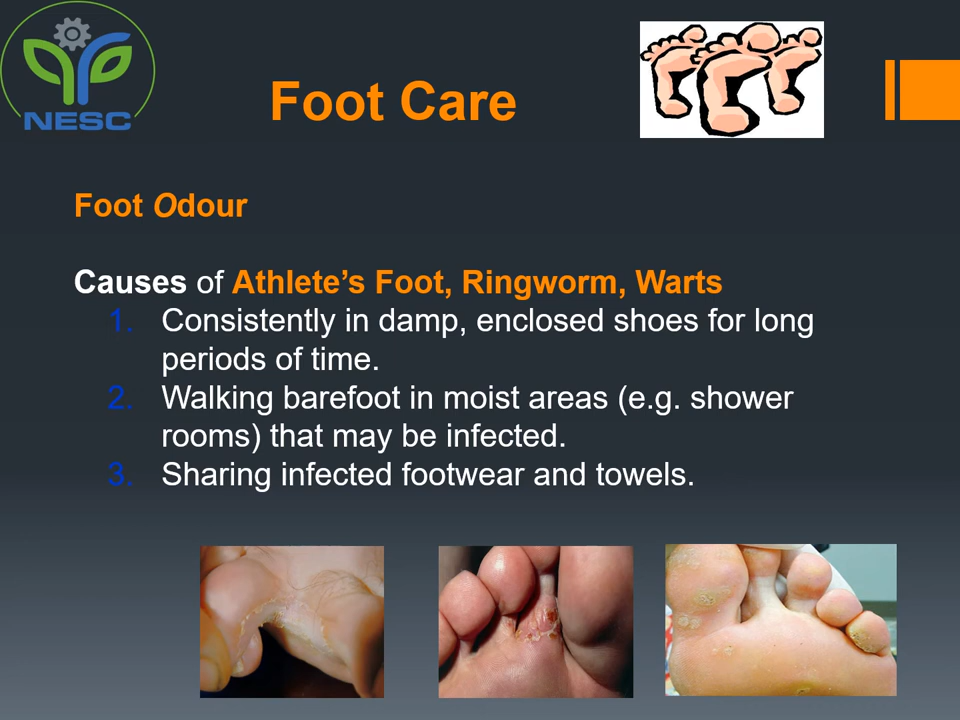 NESC
Foot Care
Foot Odour
Causes of Athlete’s Foot, Ringworm, Warts
1. Consistently in damp, enclosed shoes for long
periods of time.
2. Walking barefoot in moist areas (e.g. shower
rooms) that may be infected.
3. Sharing infected footwear and towels.